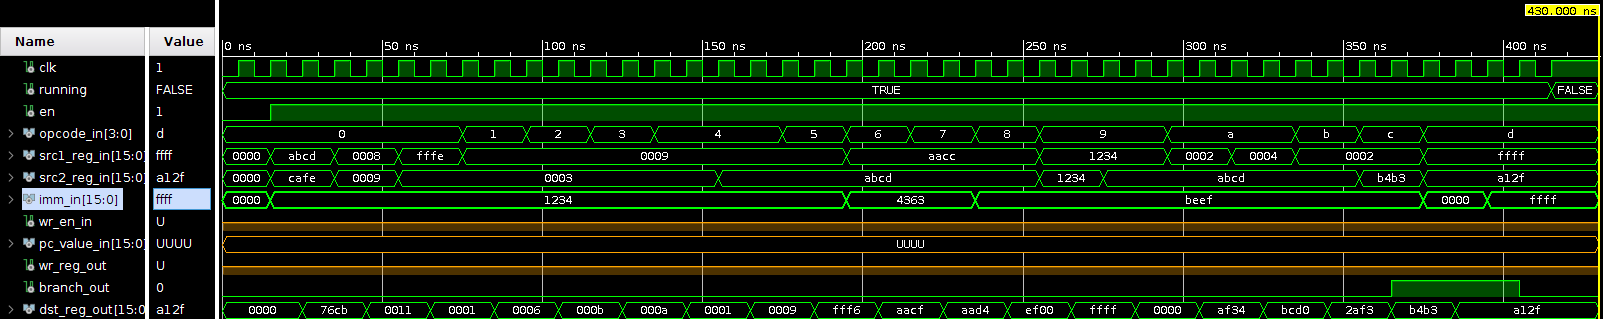 430.000 ns
Name Value
0 ns 50 ns 100 ns 150 ns 200 ns 250 ns 300 ns 350 ns 400 ns
clk 1
running FALSE TRUE FALSE
en 1
opcode_in[3:0] d 0 1 2 3 4 5 6 7 8 9 a b c d
src1_reg_in[15:0] ffff 0000 abcd 0008 fffe 0009 aacc 1234 0002 0004 0002 ffff
src2_reg_in[15:0] a12f 0000 cafe 0009 0003 abcd 1234 abcd b4b3 a12f
imm_in[15:0] ffff 0000 1234 4363 beef 0000 ffff
wr_en_in U
pc_value_in[15:0] UUUU UUUU
wr_reg_out U
branch_out 0
dst_reg_out[15:0 a12f 0000 76cb 0011 0001 0006 000b 000a 0001 0009 fff6 aacf aad4 ef00 ffff 0000 af34 bcd0 2af3 b4b3 a12f